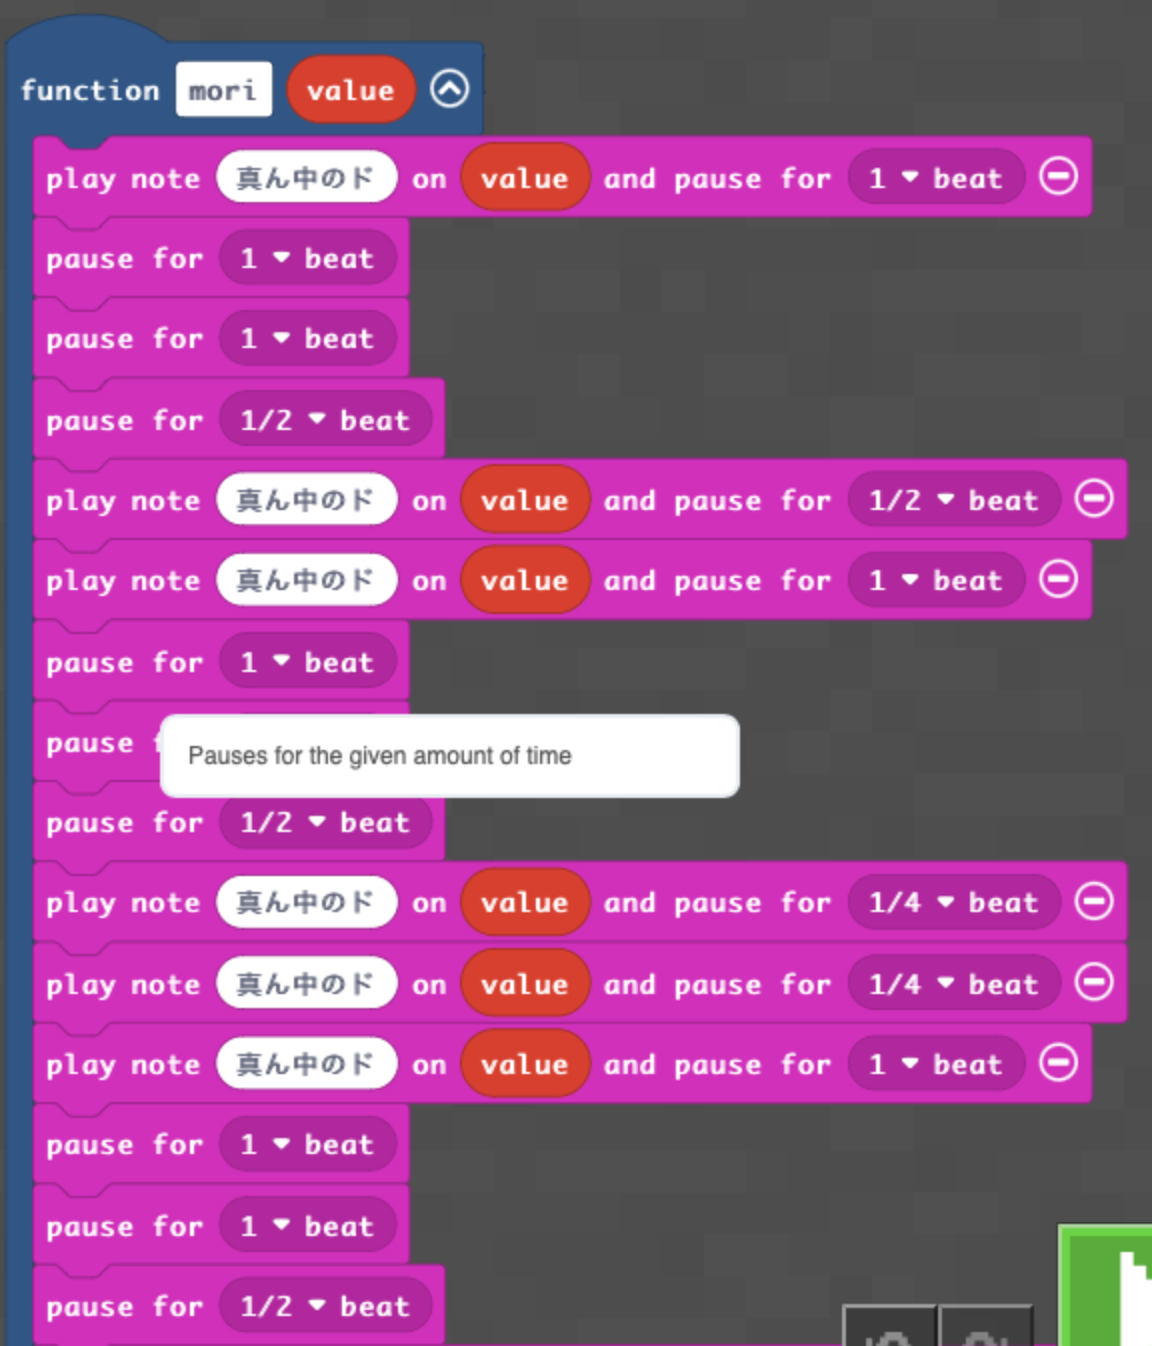 function mori value
play note 真ん中のド on value and pause for 1 beat
pause for 1 beat
pause for 1 beat
pause for 1/2 beat
play note 真ん中のド on value and pause for 1/2 beat
play note 真ん中のド on value and pause for 1 beat
pause for 1 beat
pause
Pauses for the given amount of time
pause for 1/2 beat
play note 真ん中のド on value and pause for 1/4 beat
play note 真ん中のド on value and pause for 1/4 beat
play note 真ん中のド on value and pause for 1 beat
pause for 1 beat
pause for 1 beat
pause for 1/2 beat